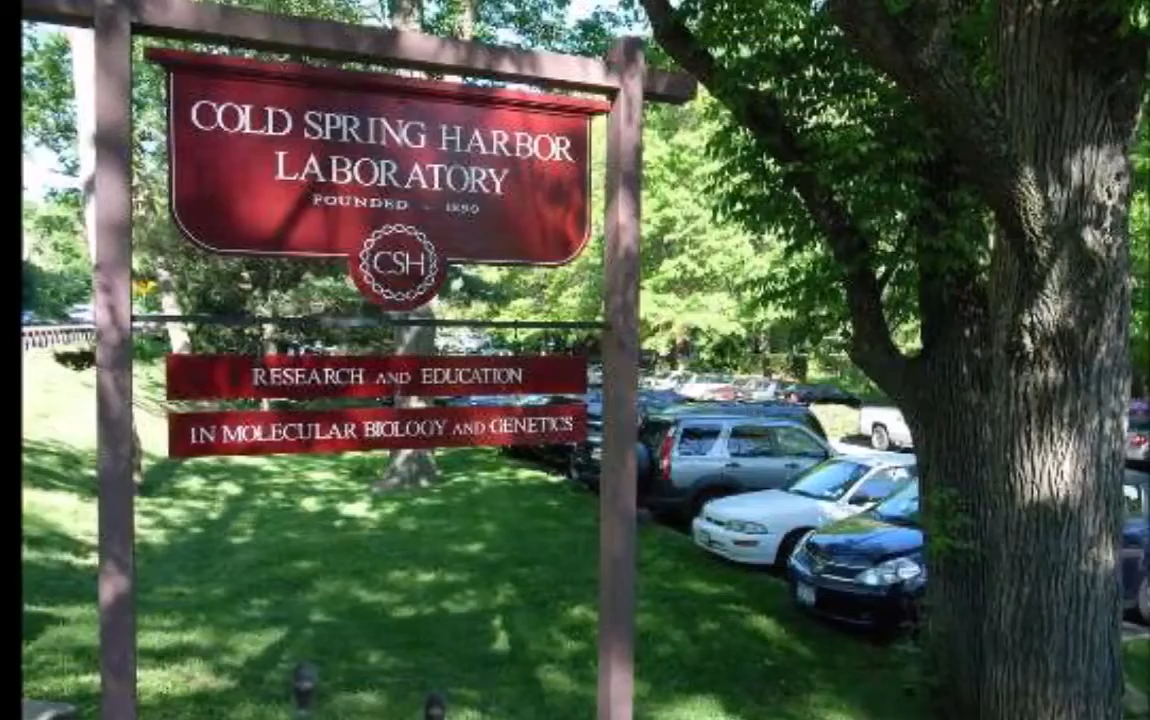 COLD SPRING HARBOR
LABORATORY
FOUNDED - 1890
CSH
RESEARCH AND EDUCATION
IN MOLECULAR BIOLOGY AND GENETICS